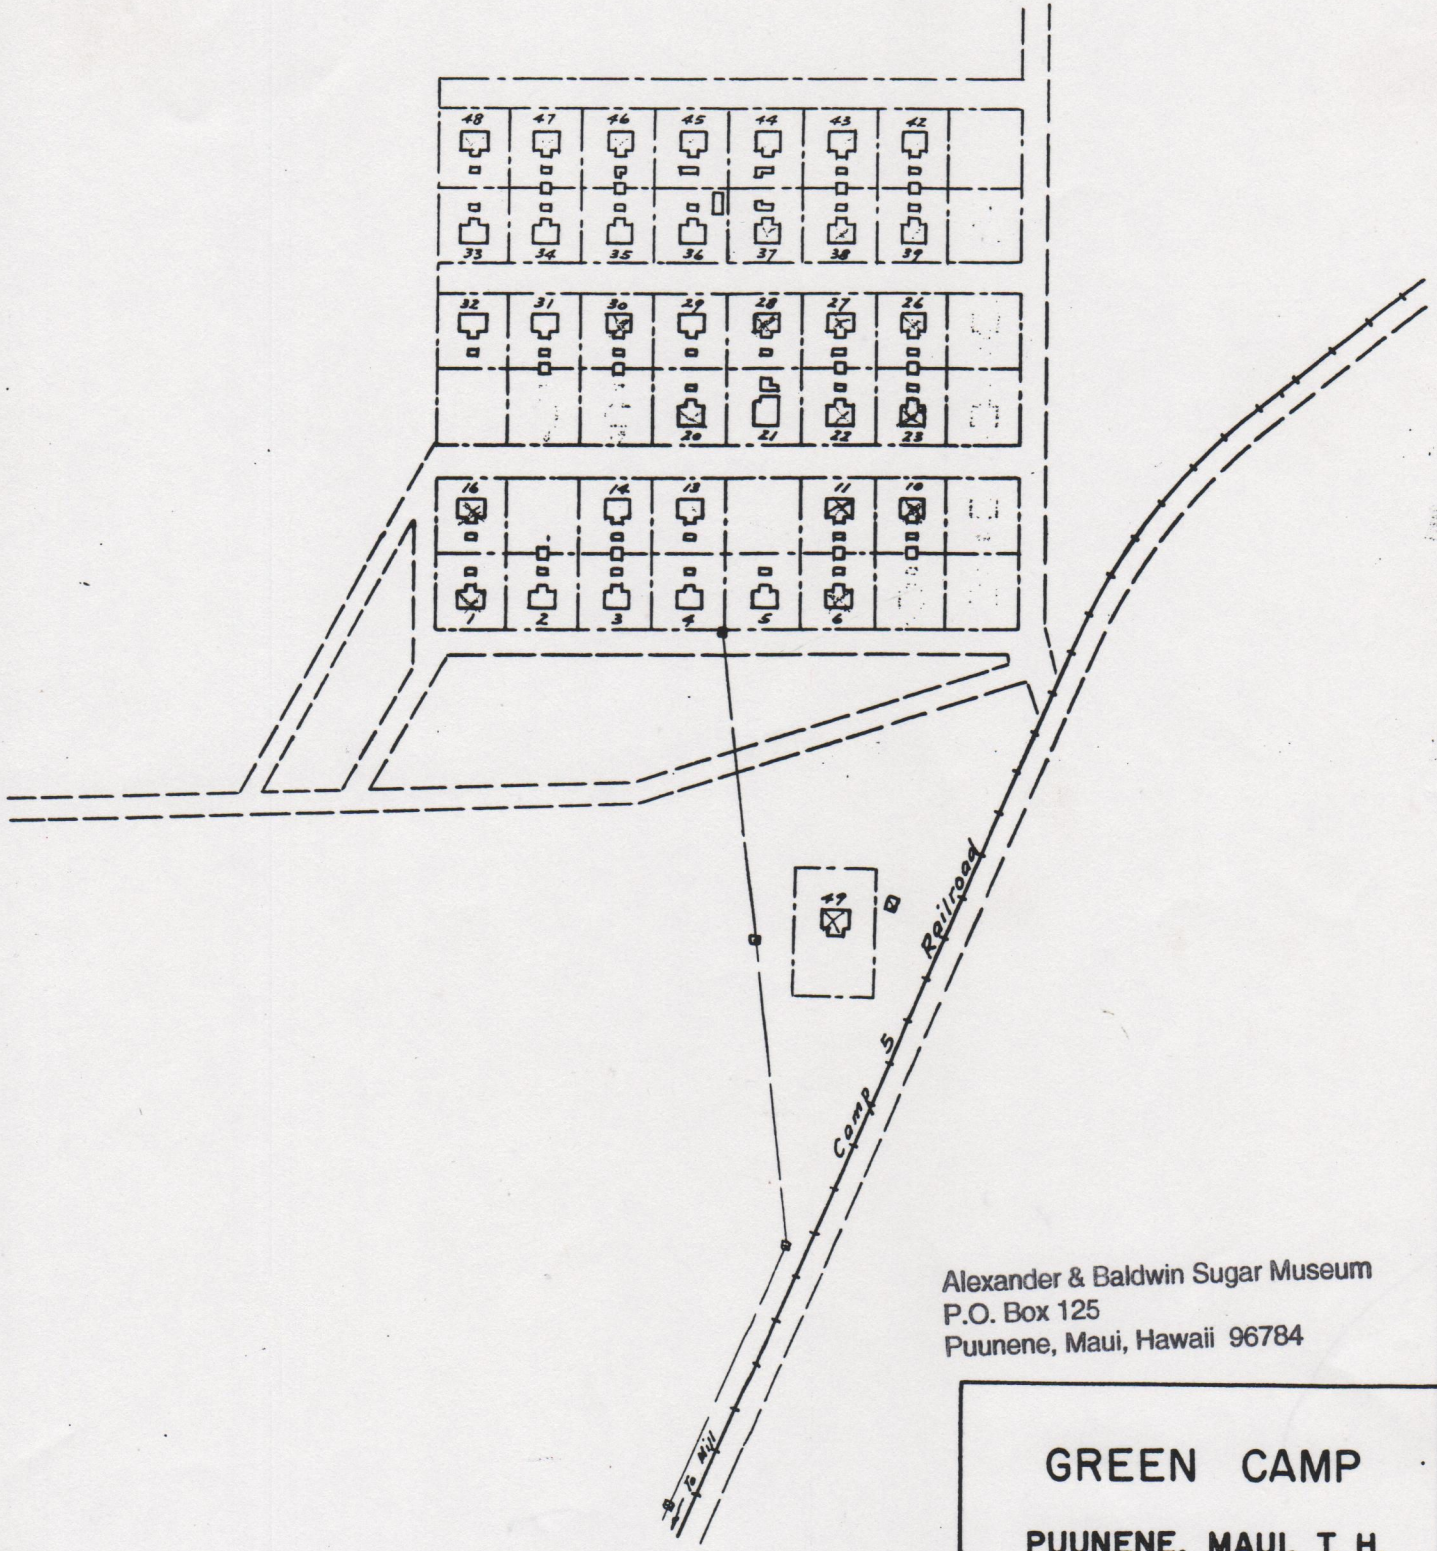 48 47 46 45 44 43 42
33 34 35 36 37 38 39
32 31 30 29 28 27 26
20 21 22 23
16 14 13 11 10
1 2 3 4 5 6
49
Camp 5 Railroad
To Mill
Alexander & Baldwin Sugar Museum
P.O. Box 125
Puunene, Maui, Hawaii 96784
GREEN CAMP
PUUNENE, MAUI, T. H.